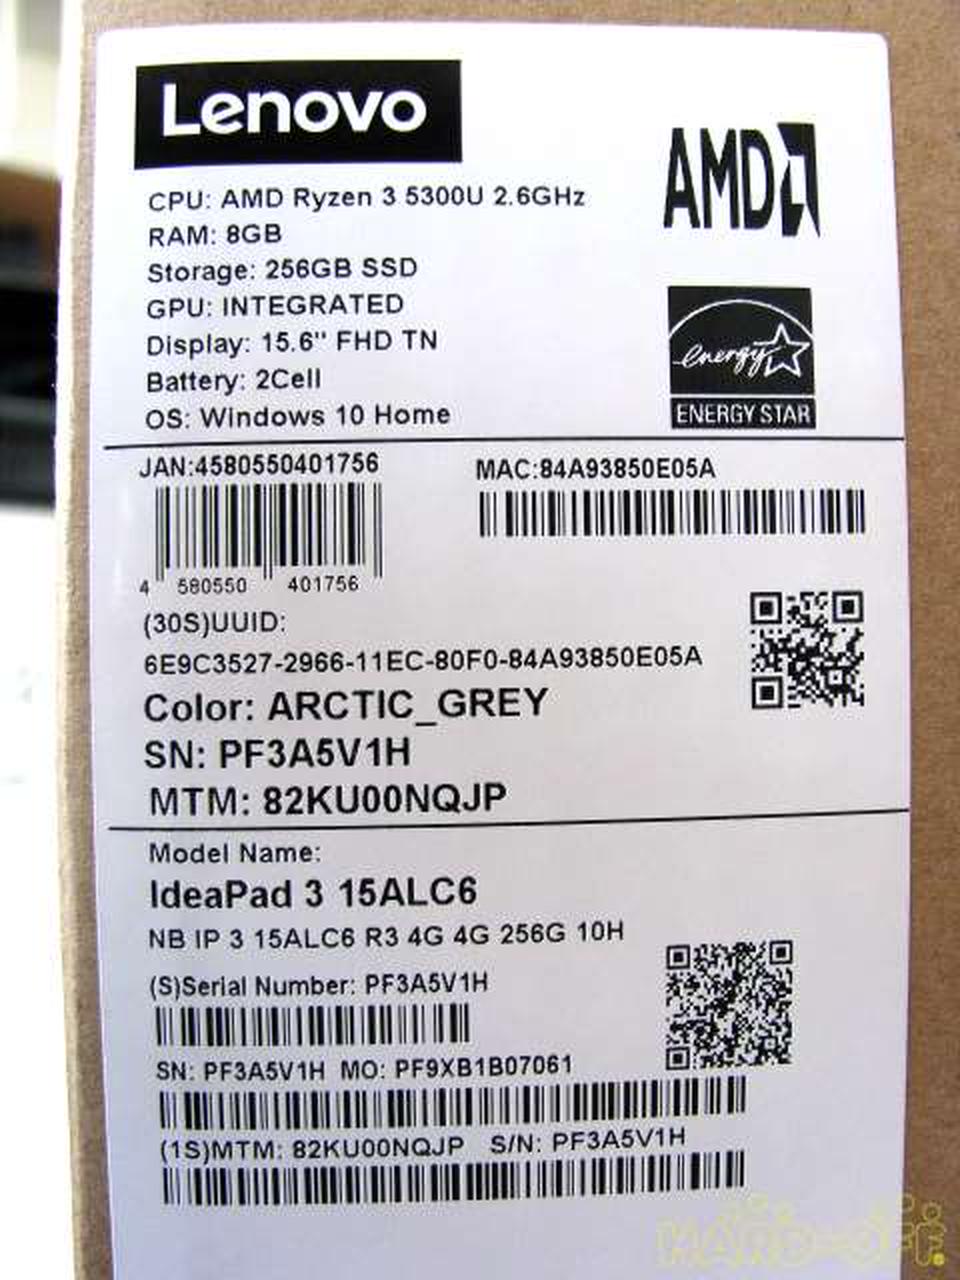 Lenovo
AMD
CPU: AMD Ryzen 3 5300U 2.6GHz
RAM: 8GB
Storage: 256GB SSD
GPU: INTEGRATED
Display: 15.6" FHD TN
Battery: 2Cell
OS: Windows 10 Home
energy
ENERGY STAR
JAN:4580550401756
MAC:84A93850E05A
4 580550 401756
(30S)UUID:
6E9C3527-2966-11EC-80F0-84A93850E05A
Color: ARCTIC_GREY
SN: PF3A5V1H
MTM: 82KU00NQJP
Model Name:
IdeaPad 3 15ALC6
NB IP 3 15ALC6 R3 4G 4G 256G 10H
(S)Serial Number: PF3A5V1H
SN: PF3A5V1H MO: PF9XB1B07061
(1S)MTM: 82KU00NQJP S/N: PF3A5V1H
HARD-OFF.